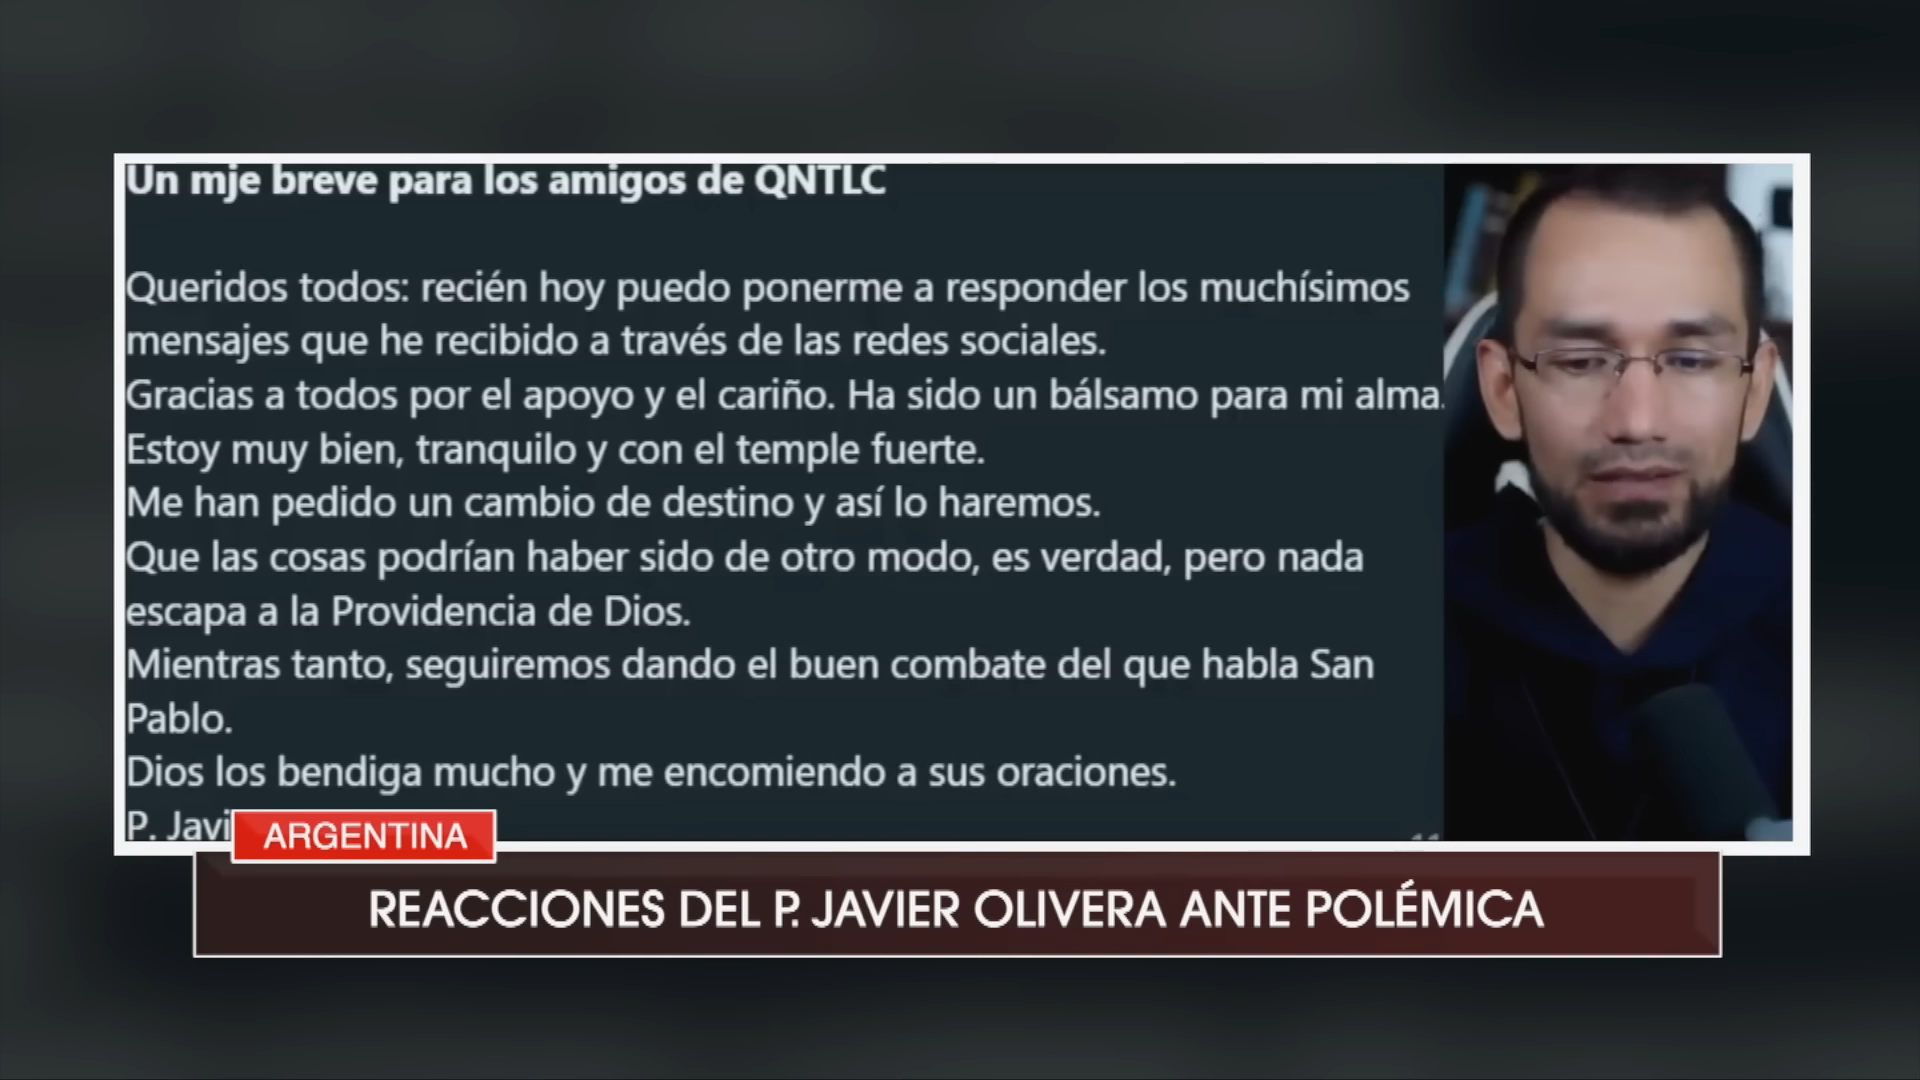 Un mje breve para los amigos de QNTLC
Queridos todos: recién hoy puedo ponerme a responder los muchísimos
mensajes que he recibido a través de las redes sociales.
Gracias a todos por el apoyo y el cariño. Ha sido un bálsamo para mi alma.
Estoy muy bien, tranquilo y con el temple fuerte.
Me han pedido un cambio de destino y así lo haremos.
Que las cosas podrían haber sido de otro modo, es verdad, pero nada
escapa a la Providencia de Dios.
Mientras tanto, seguiremos dando el buen combate del que habla San
Pablo.
Dios los bendiga mucho y me encomiendo a sus oraciones.
P. Javi
ARGENTINA
REACCIONES DEL P. JAVIER OLIVERA ANTE POLÉMICA